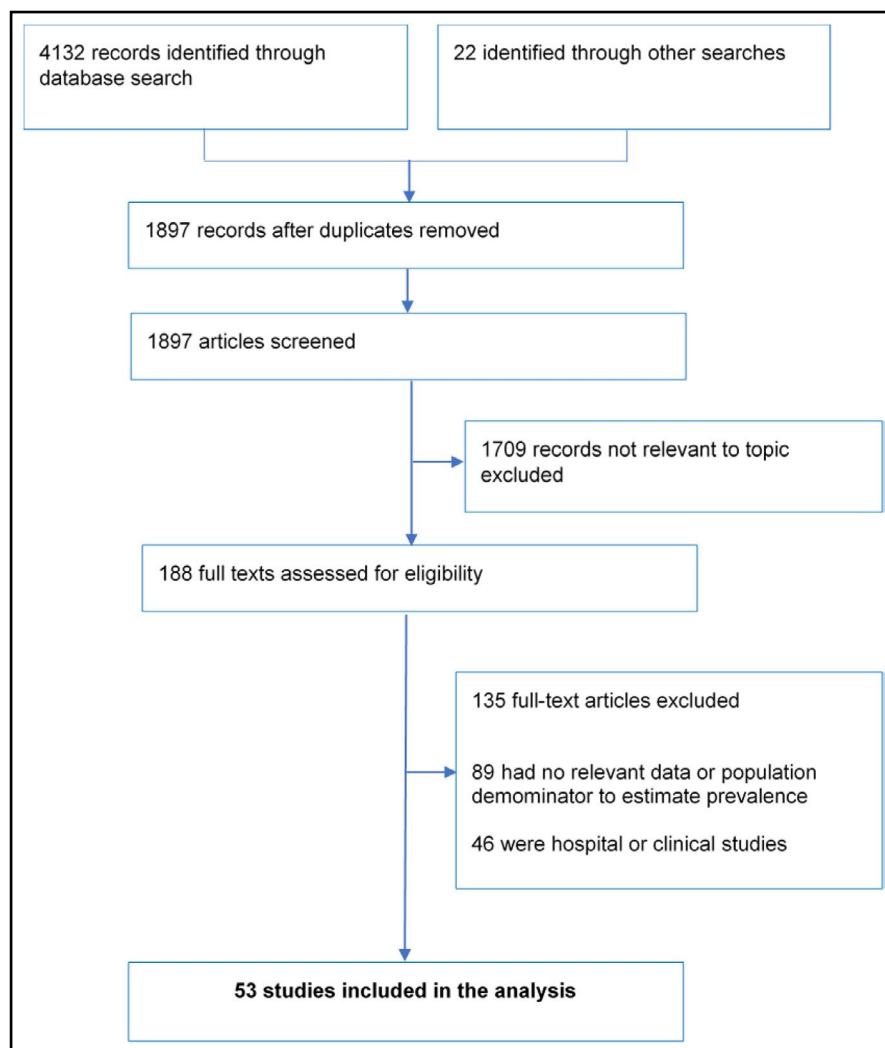 4132 records identified through
database search
22 identified through other searches
1897 records after duplicates removed
1897 articles screened
1709 records not relevant to topic
excluded
188 full texts assessed for eligibility
135 full-text articles excluded
89 had no relevant data or population
demominator to estimate prevalence
46 were hospital or clinical studies
53 studies included in the analysis